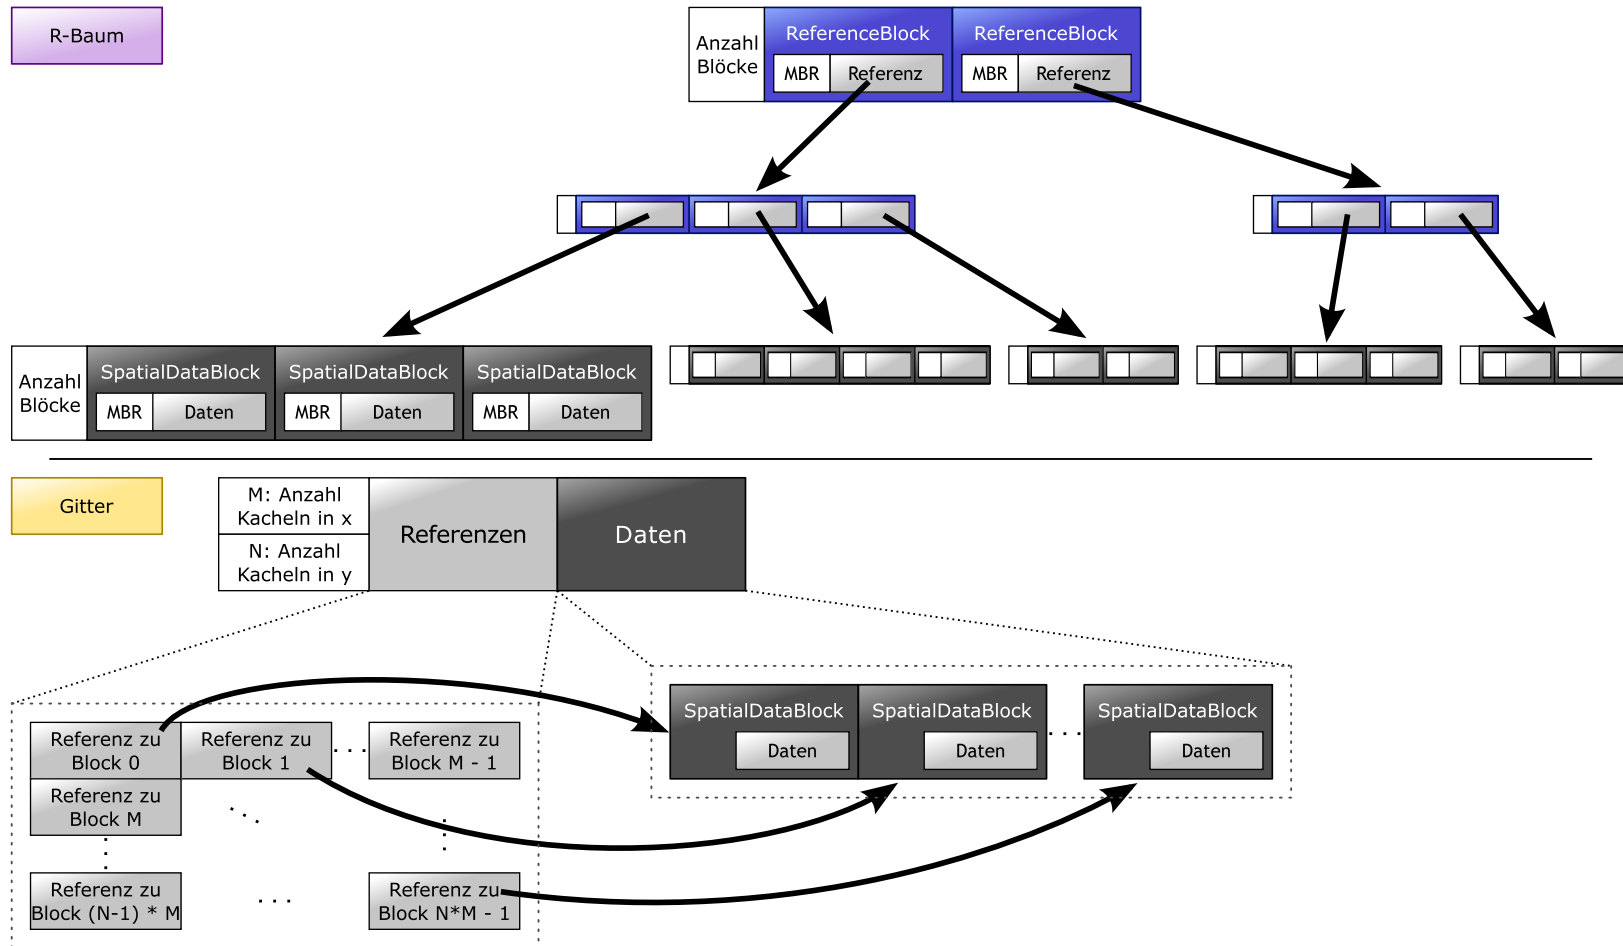 R-Baum
Anzahl
Blöcke
ReferenceBlock
MBR
Referenz
ReferenceBlock
MBR
Referenz
Anzahl
Blöcke
SpatialDataBlock
MBR
Daten
SpatialDataBlock
MBR
Daten
SpatialDataBlock
MBR
Daten
Gitter
M: Anzahl
Kacheln in x
N: Anzahl
Kacheln in y
Referenzen
Daten
Referenz zu
Block 0
Referenz zu
Block 1
. . .
Referenz zu
Block M - 1
Referenz zu
Block M
. . .
. . .
. . .
Referenz zu
Block (N-1) * M
. . .
Referenz zu
Block N*M - 1
SpatialDataBlock
Daten
SpatialDataBlock
Daten
. . .
SpatialDataBlock
Daten